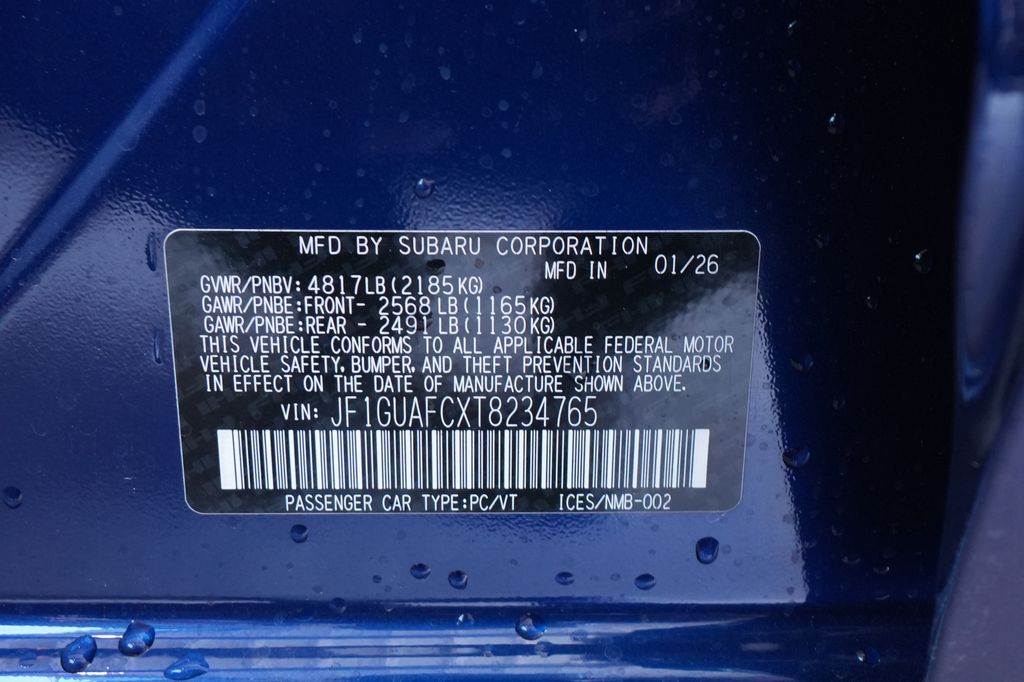 MFD BY SUBARU CORPORATION
MFD IN 01/26
GVWR/PNBV: 4817LB(2185KG)
GAWR/PNBE:FRONT- 2568LB(1165KG)
GAWR/PNBE:REAR - 2491LB(1130KG)
THIS VEHICLE CONFORMS TO ALL APPLICABLE FEDERAL MOTOR
VEHICLE SAFETY, BUMPER, AND THEFT PREVENTION STANDARDS
IN EFFECT ON THE DATE OF MANUFACTURE SHOWN ABOVE.
VIN: JF1GUAFCXT8234765
PASSENGER CAR TYPE:PC/VT ICES/NMB-002